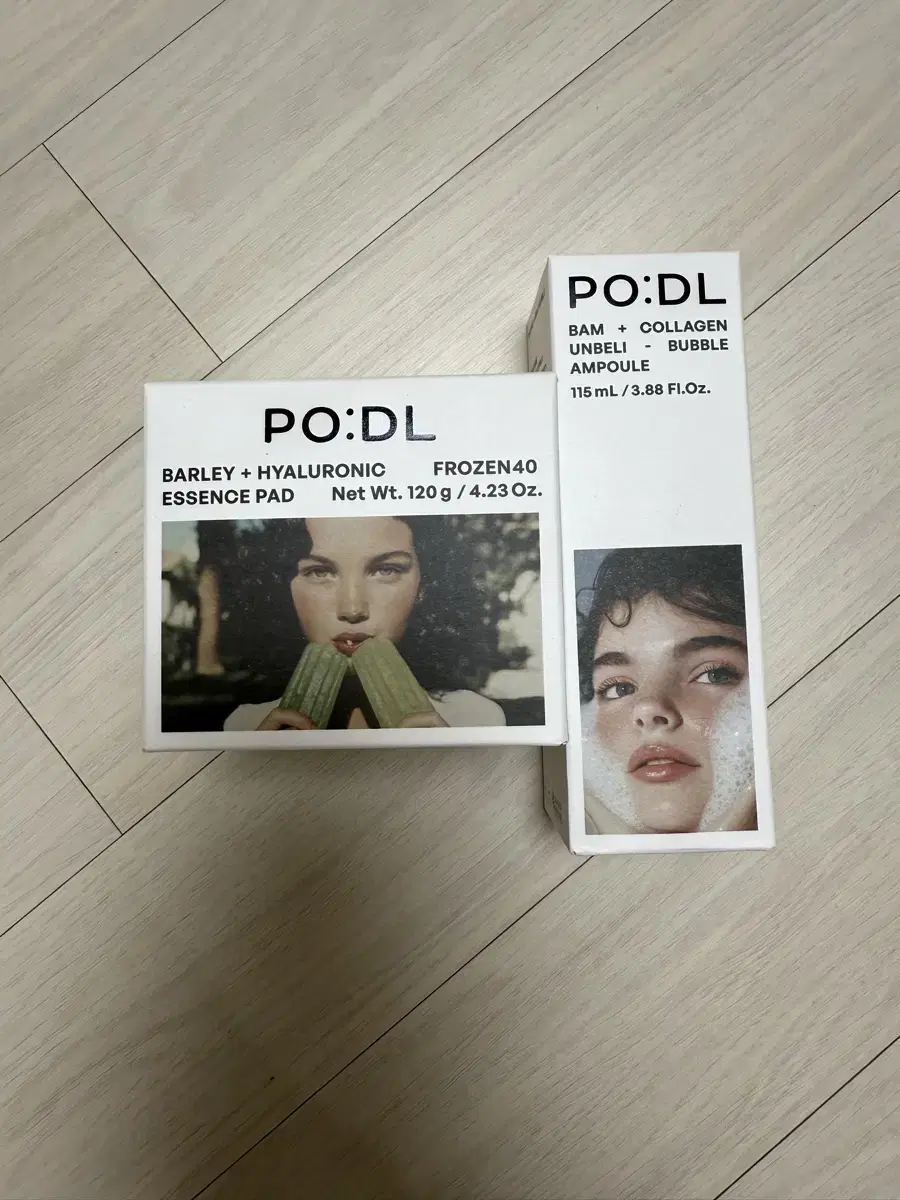 PO:DL
BARLEY + HYALURONIC FROZEN40
ESSENCE PAD Net Wt. 120 g / 4.23 Oz.
PO:DL
BAM + COLLAGEN
UNBELI - BUBBLE
AMPOULE
115 mL / 3.88 Fl.Oz.